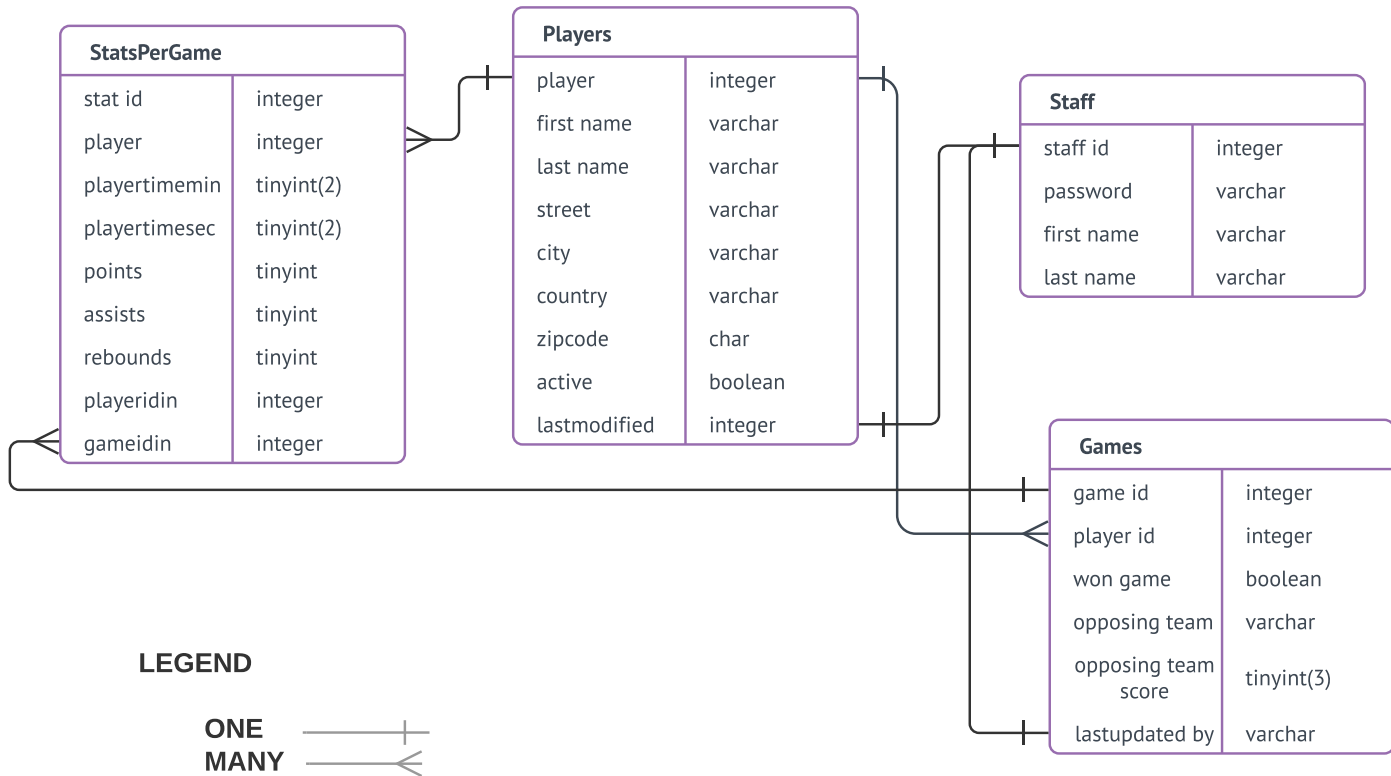 StatsPerGame
stat id integer
player integer
playertimemin tinyint(2)
playertimesec tinyint(2)
points tinyint
assists tinyint
rebounds tinyint
playeridin integer
gameidin integer
Players
player integer
first name varchar
last name varchar
street varchar
city varchar
country varchar
zipcode char
active boolean
lastmodified integer
Staff
staff id integer
password varchar
first name varchar
last name varchar
Games
game id integer
player id integer
won game boolean
opposing team varchar
opposing team
score tinyint(3)
lastupdated by varchar
LEGEND
ONE
MANY